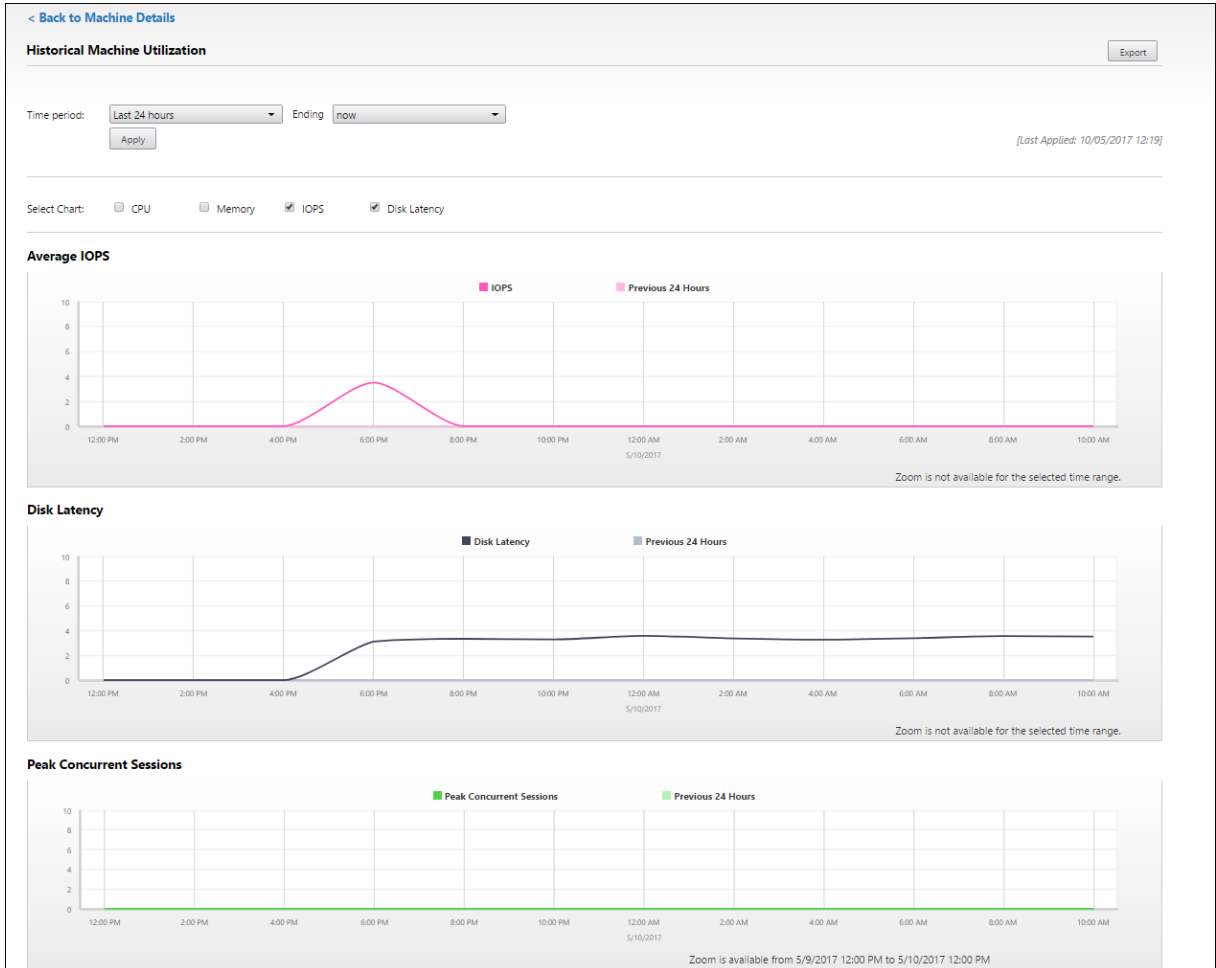 < Back to Machine Details
Historical Machine Utilization
Export
Time period: Last 24 hours Ending now
Apply
[Last Applied: 10/05/2017 12:19]
Select Chart: CPU Memory IOPS Disk Latency
Average IOPS
IOPS Previous 24 Hours
10
8
6
4
2
0
12:00 PM 2:00 PM 4:00 PM 6:00 PM 8:00 PM 10:00 PM 12:00 AM 2:00 AM 4:00 AM 6:00 AM 8:00 AM 10:00 AM
5/10/2017
Zoom is not available for the selected time range.
Disk Latency
Disk Latency Previous 24 Hours
10
8
6
4
2
0
12:00 PM 2:00 PM 4:00 PM 6:00 PM 8:00 PM 10:00 PM 12:00 AM 2:00 AM 4:00 AM 6:00 AM 8:00 AM 10:00 AM
5/10/2017
Zoom is not available for the selected time range.
Peak Concurrent Sessions
Peak Concurrent Sessions Previous 24 Hours
10
8
6
4
2
0
12:00 PM 2:00 PM 4:00 PM 6:00 PM 8:00 PM 10:00 PM 12:00 AM 2:00 AM 4:00 AM 6:00 AM 8:00 AM 10:00 AM
5/10/2017
Zoom is available from 5/9/2017 12:00 PM to 5/10/2017 12:00 PM